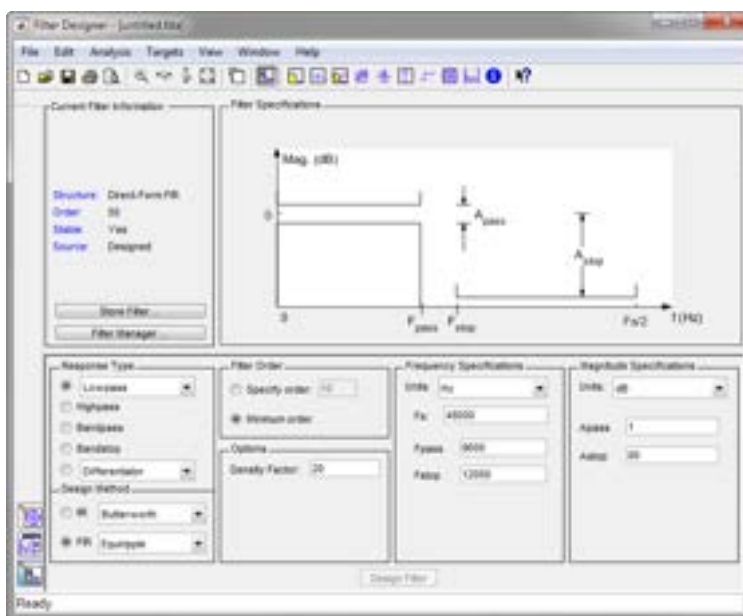 Filter Designer - [untitled.fda]
File Edit Analysis Targets View Window Help
Current Filter Information
Structure: Direct-Form FIR
Order: 50
Stable: Yes
Source: Designed
Store Filter ...
Filter Manager ...
Filter Specifications
Mag. (dB)
0
A pass
A stop
0
F pass
F stop
Fs/2
f (Hz)
Response Type
Lowpass
Highpass
Bandpass
Bandstop
Differentiator
Design Method
IIR Butterworth
FIR Equiripple
Filter Order
Specify order: 10
Minimum order
Options
Density Factor: 20
Frequency Specifications
Units: Hz
Fs: 48000
Fpass: 9600
Fstop: 12000
Magnitude Specifications
Units: dB
Apass: 1
Astop: 80
Design Filter
Ready